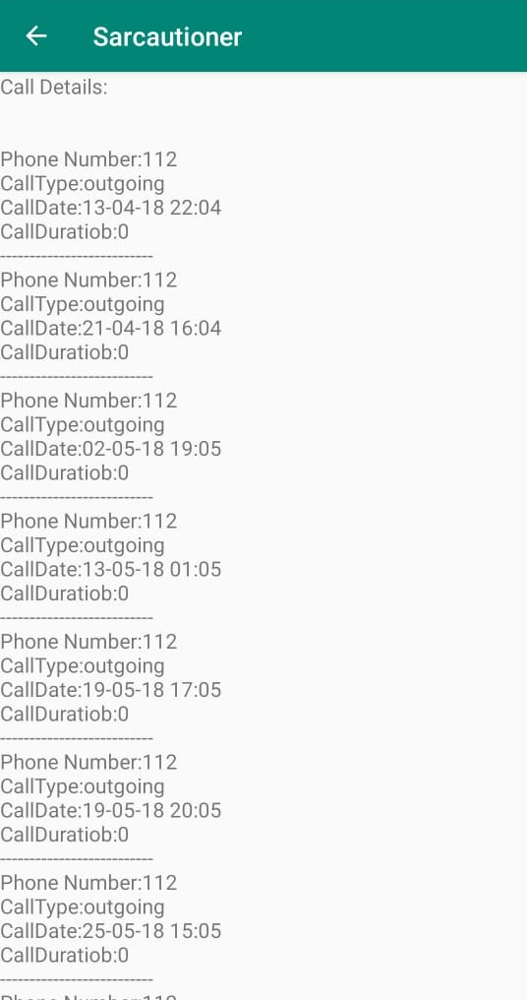 Sarcautioner
Call Details:
Phone Number:112
CallType:outgoing
CallDate:13-04-18 22:04
CallDuratiob:0
--------------------------
Phone Number:112
CallType:outgoing
CallDate:21-04-18 16:04
CallDuratiob:0
--------------------------
Phone Number:112
CallType:outgoing
CallDate:02-05-18 19:05
CallDuratiob:0
--------------------------
Phone Number:112
CallType:outgoing
CallDate:13-05-18 01:05
CallDuratiob:0
--------------------------
Phone Number:112
CallType:outgoing
CallDate:19-05-18 17:05
CallDuratiob:0
--------------------------
Phone Number:112
CallType:outgoing
CallDate:19-05-18 20:05
CallDuratiob:0
--------------------------
Phone Number:112
CallType:outgoing
CallDate:25-05-18 15:05
CallDuratiob:0
--------------------------
Phone Number:112